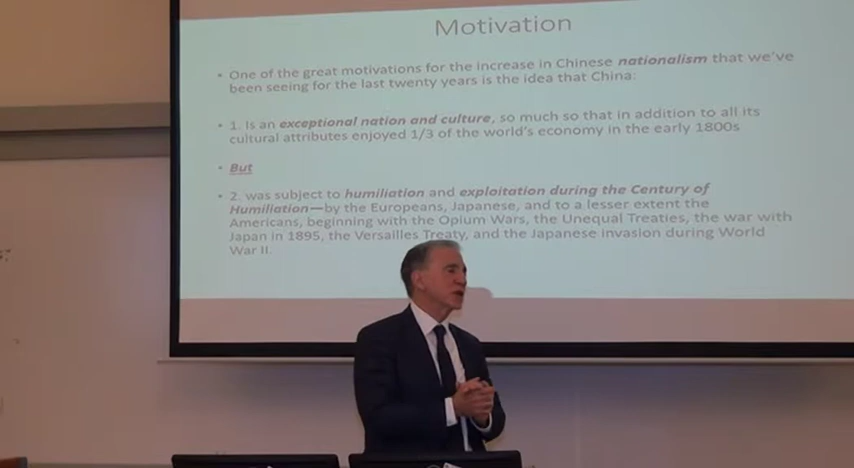 Motivation
• One of the great motivations for the increase in Chinese nationalism that we've
been seeing for the last twenty years is the idea that China:
• 1. Is an exceptional nation and culture, so much so that in addition to all its
cultural attributes enjoyed 1/3 of the world's economy in the early 1800s
• But
• 2. was subject to humiliation and exploitation during the Century of
Humiliation—by the Europeans, Japanese, and to a lesser extent the
Americans, beginning with the Opium Wars, the Unequal Treaties, the war with
Japan in 1895, the Versailles Treaty, and the Japanese invasion during World
War II.